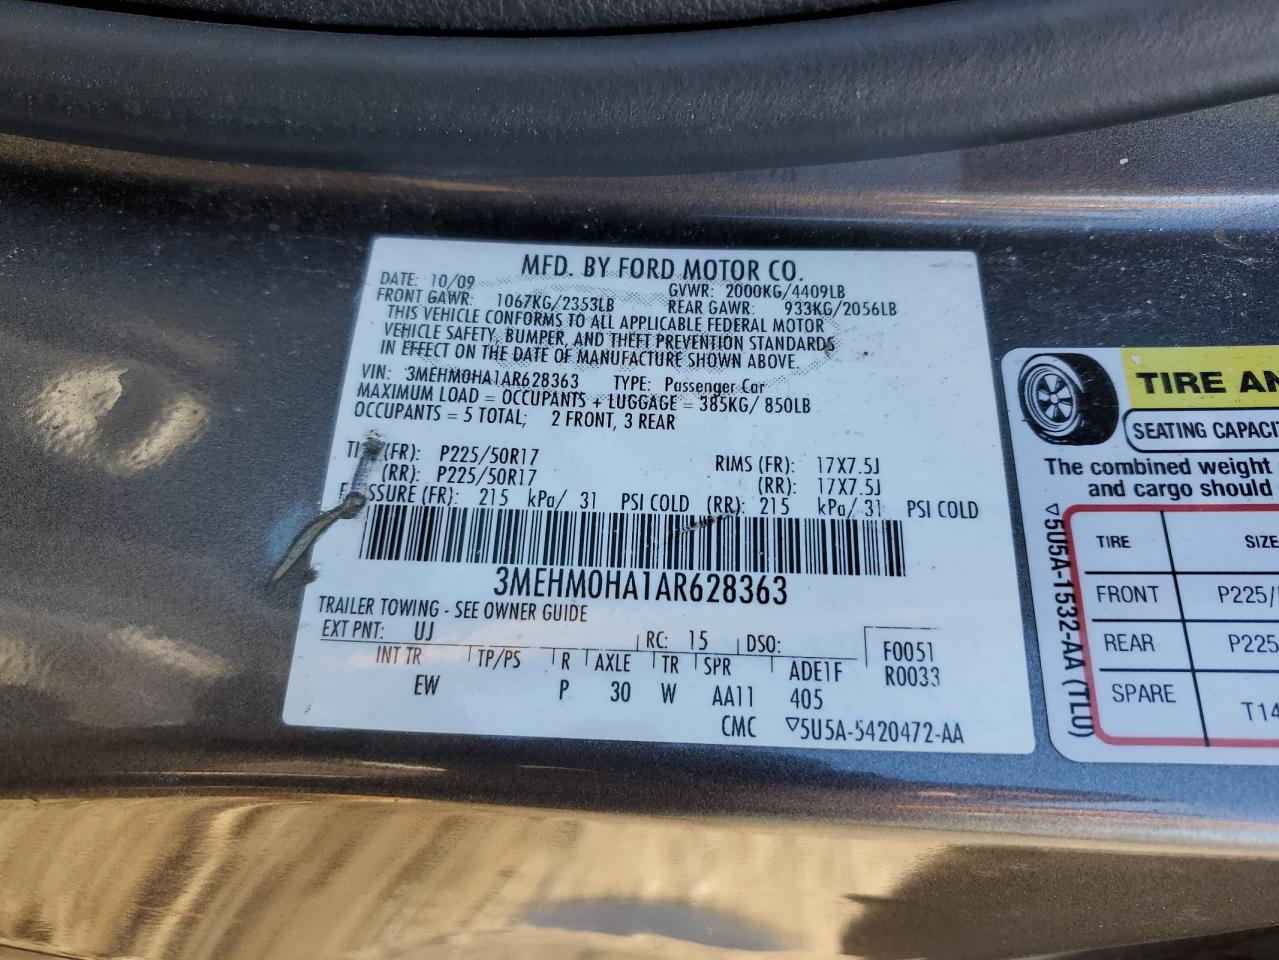 MFD. BY FORD MOTOR CO.
DATE: 10/09 GVWR: 2000KG/4409LB
FRONT GAWR: 1067KG/2353LB REAR GAWR: 933KG/2056LB
THIS VEHICLE CONFORMS TO ALL APPLICABLE FEDERAL MOTOR
VEHICLE SAFETY, BUMPER, AND THEFT PREVENTION STANDARDS
IN EFFECT ON THE DATE OF MANUFACTURE SHOWN ABOVE.
VIN: 3MEHM0HA1AR628363 TYPE: Passenger Car
MAXIMUM LOAD = OCCUPANTS + LUGGAGE = 385KG/ 850LB
OCCUPANTS = 5 TOTAL; 2 FRONT, 3 REAR
(FR): P225/50R17 RIMS (FR): 17X7.5J
(RR): P225/50R17 (RR): 17X7.5J
(FR): 215 kPa/ 31 PSI COLD (RR): 215 kPa/ 31 PSI COLD
3MEHM0HA1AR628363
TRAILER TOWING - SEE OWNER GUIDE
EXT PNT: UJ RC: 15 DSO: F0051
INT TR TP/PS R AXLE TR SPR ADE1F R0033
EW P 30 W AA11 405
CMC ▽5U5A-5420472-AA
TIRE
SEATING
The combined weight
and cargo should
TIRE SIZE
FRONT P225/
REAR P225
SPARE T14
▽5U5A-1532-AA (TLU)